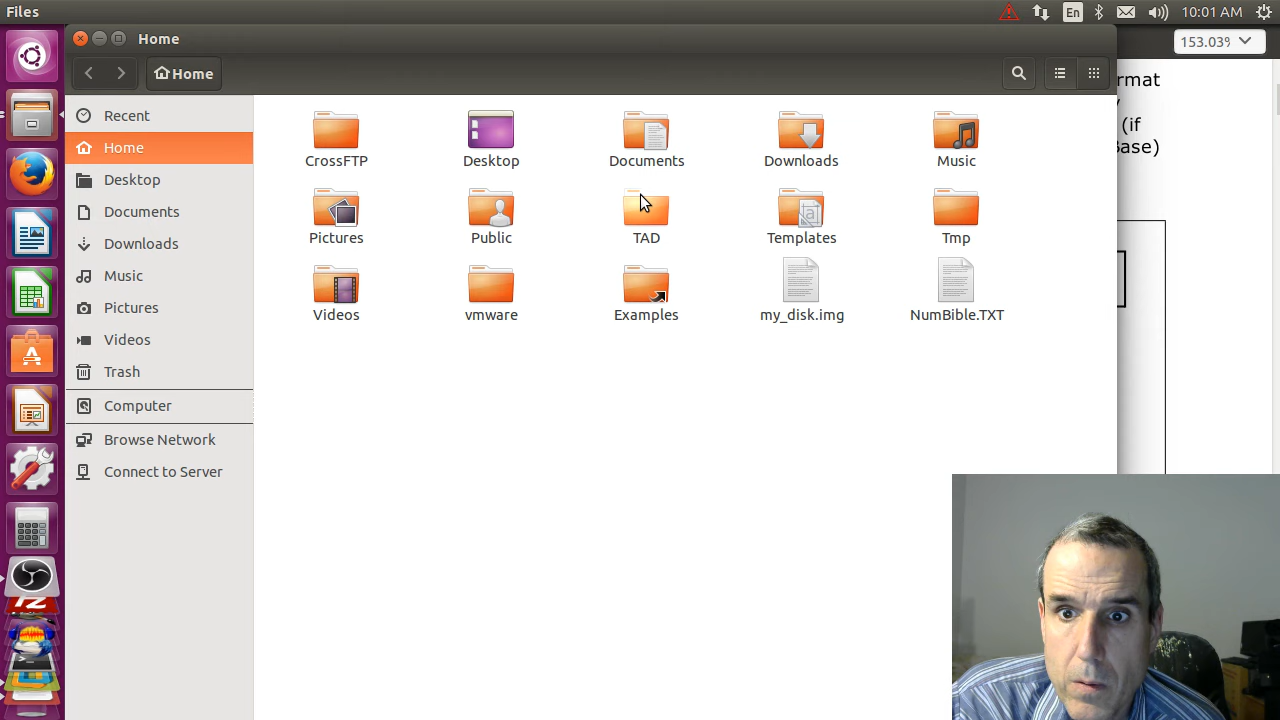 Files
En
10:01 AM
Home
153.03%
Home
rmat
(if
Base)
Recent
Home
Desktop
Documents
Downloads
Music
Pictures
Videos
Trash
Computer
Browse Network
Connect to Server
CrossFTP
Desktop
Documents
Downloads
Music
Pictures
Public
TAD
Templates
Tmp
Videos
vmware
Examples
my_disk.img
NumBible.TXT